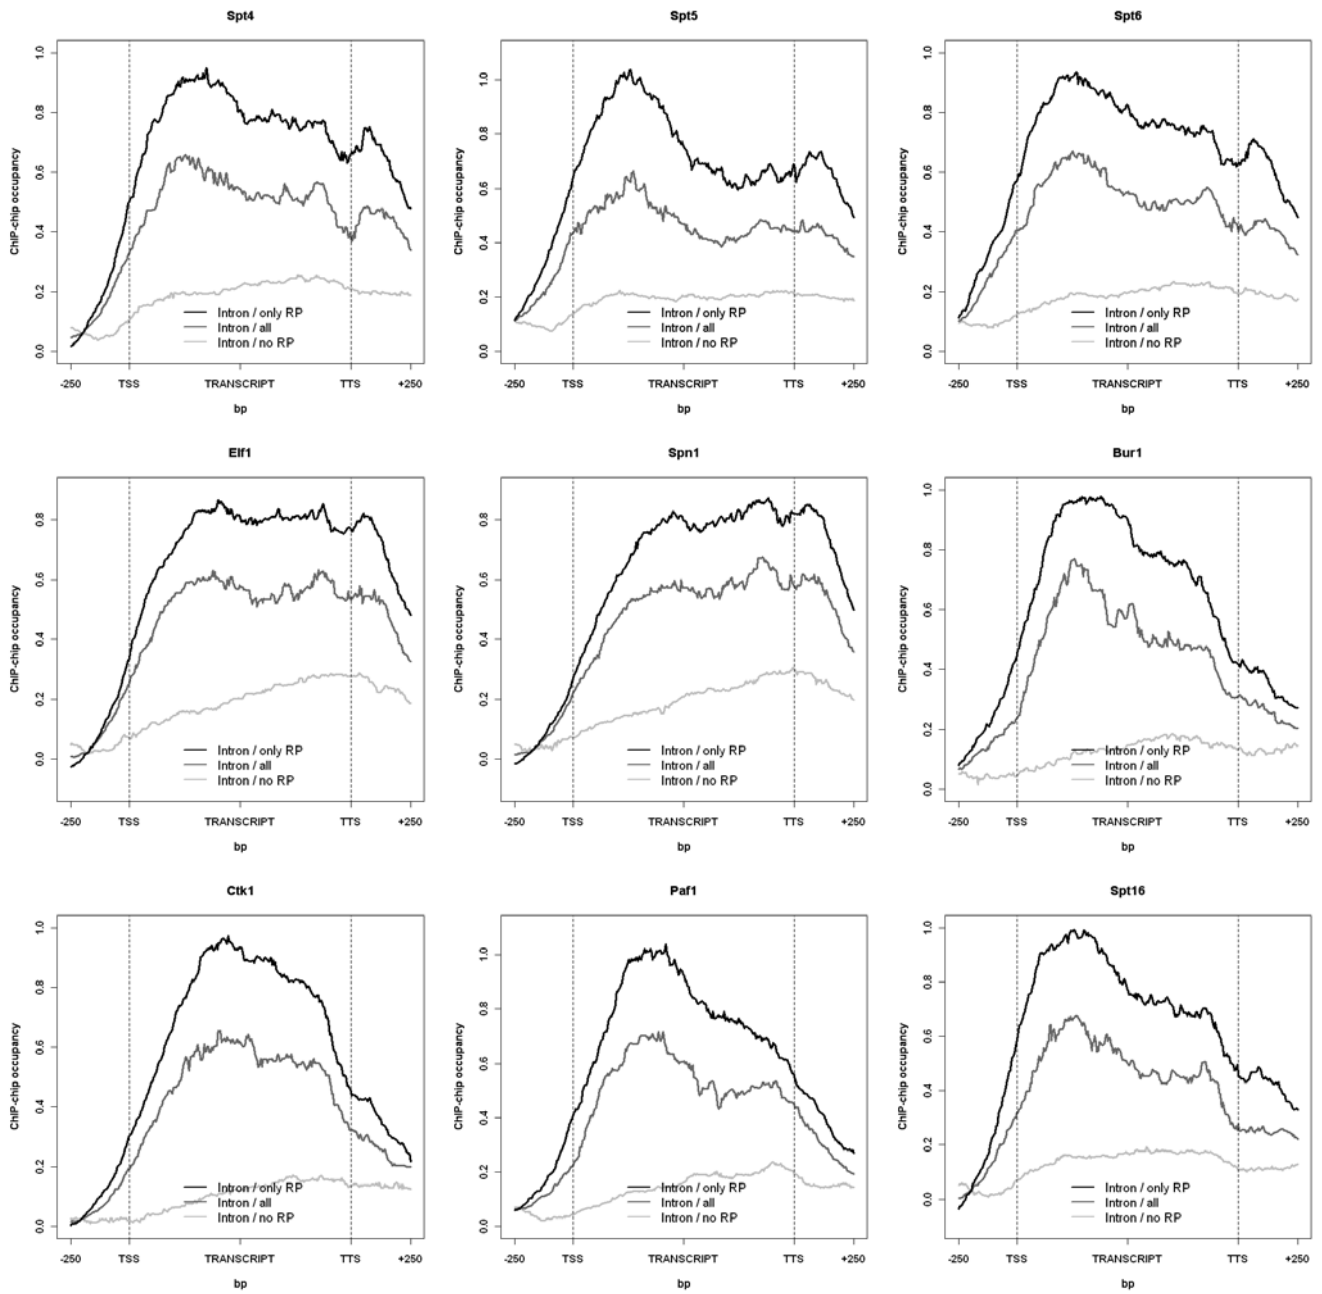 Spt4
ChIP-chip occupancy
1.0
0.8
0.6
0.4
0.2
0.0
Intron / only RP
Intron / all
Intron / no RP
-250 TSS TRANSCRIPT TTS +250
bp
Spt5
ChIP-chip occupancy
1.0
0.8
0.6
0.4
0.2
0.0
Intron / only RP
Intron / all
Intron / no RP
-250 TSS TRANSCRIPT TTS +250
bp
Spt6
ChIP-chip occupancy
1.0
0.8
0.6
0.4
0.2
0.0
Intron / only RP
Intron / all
Intron / no RP
-250 TSS TRANSCRIPT TTS +250
bp
Elf1
ChIP-chip occupancy
0.8
0.6
0.4
0.2
0.0
Intron / only RP
Intron / all
Intron / no RP
-250 TSS TRANSCRIPT TTS +250
bp
Spn1
ChIP-chip occupancy
0.8
0.6
0.4
0.2
0.0
Intron / only RP
Intron / all
Intron / no RP
-250 TSS TRANSCRIPT TTS +250
bp
Bur1
ChIP-chip occupancy
1.0
0.8
0.6
0.4
0.2
0.0
Intron / only RP
Intron / all
Intron / no RP
-250 TSS TRANSCRIPT TTS +250
bp
Ctk1
ChIP-chip occupancy
1.0
0.8
0.6
0.4
0.2
0.0
Intron / only RP
Intron / all
Intron / no RP
-250 TSS TRANSCRIPT TTS +250
bp
Paf1
ChIP-chip occupancy
1.0
0.8
0.6
0.4
0.2
0.0
Intron / only RP
Intron / all
Intron / no RP
-250 TSS TRANSCRIPT TTS +250
bp
Spt16
ChIP-chip occupancy
1.0
0.8
0.6
0.4
0.2
0.0
Intron / only RP
Intron / all
Intron / no RP
-250 TSS TRANSCRIPT TTS +250
bp